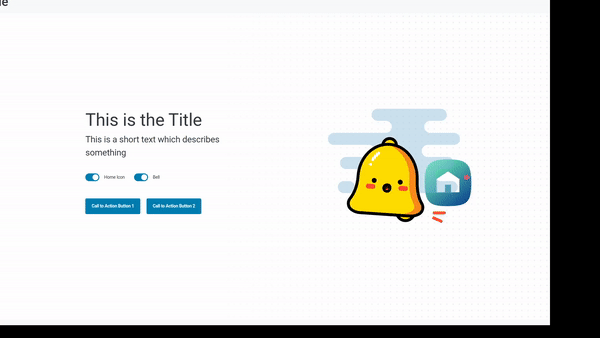 This is the Title
This is a short text which describes
something
Home Icon
Bell
Call to Action Button 1
Call to Action Button 2